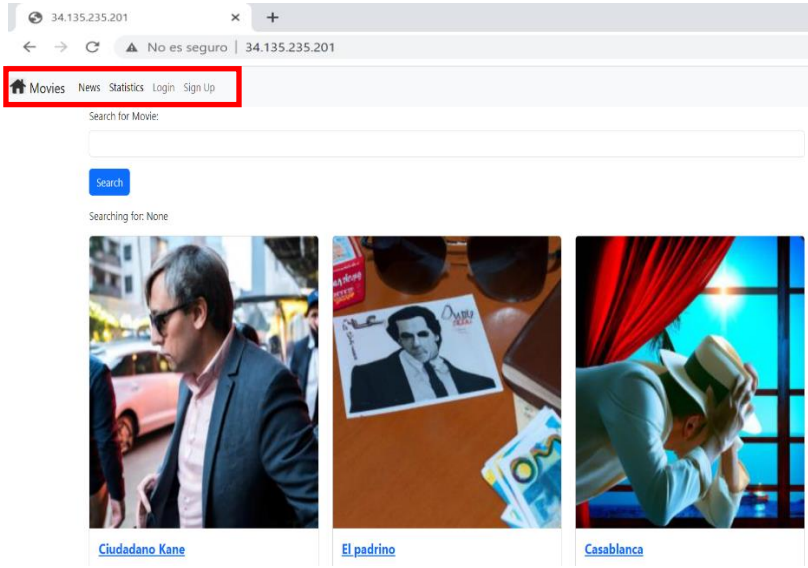 34.135.235.201
No es seguro | 34.135.235.201
Movies News Statistics Login Sign Up
Search for Movie:
Search
Searching for: None
Ciudadano Kane
El padrino
Casablanca